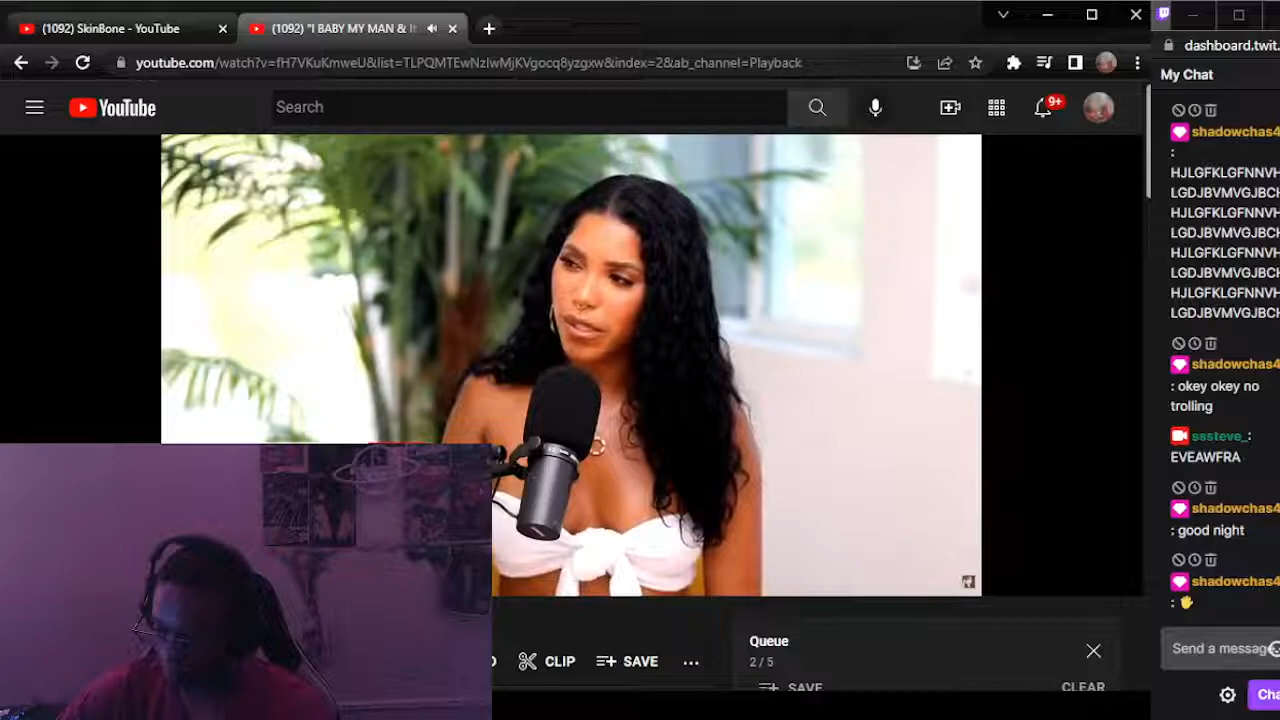 (1092) SkinBone - YouTube
(1092) "I BABY MY MAN & It
youtube.com/watch?v=fH7VKuKmweU&list=TLPQMTEwNzIwMjKVgocq8yzgxw&index=2&ab_channel=Playback
dashboard.twit
My Chat
YouTube
Search
9+
shadowchas4
:
HJLGFKLGFNNVH
LGDJBVMVGJBCH
HJLGFKLGFNNVH
LGDJBVMVGJBCH
HJLGFKLGFNNVH
LGDJBVMVGJBCH
HJLGFKLGFNNVH
LGDJBVMVGJBCH
shadowchas4
: okey okey no
trolling
sssteve_:
EVEAWFRA
shadowchas4
: good night
shadowchas4
:
CLIP
SAVE
Queue
2/5
SAVE
CLEAR
Send a message
Cha